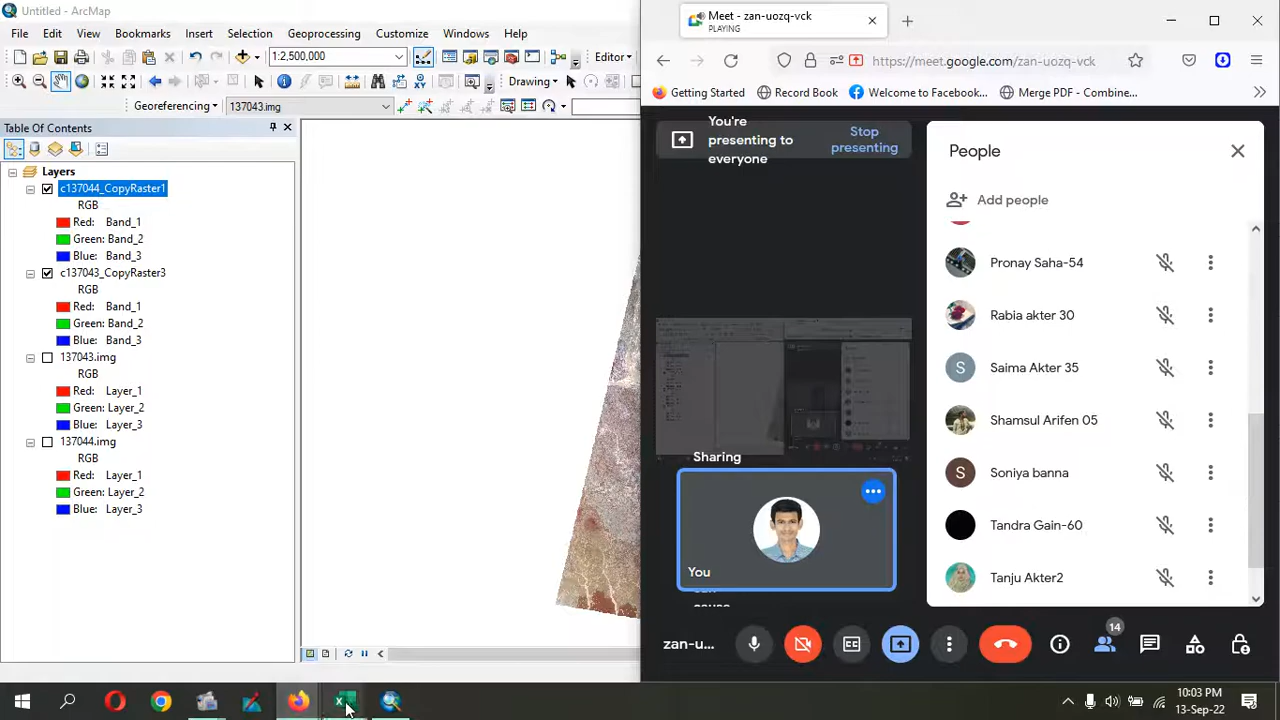 Untitled - ArcMap
File Edit View Bookmarks Insert Selection Geoprocessing Customize Windows Help
1:2,500,000
Editor
Drawing
Georeferencing
137043.img
Table Of Contents
Layers
c137044_CopyRaster1
RGB
Red: Band_1
Green: Band_2
Blue: Band_3
c137043_CopyRaster3
RGB
Red: Band_1
Green: Band_2
Blue: Band_3
137043.img
RGB
Red: Layer_1
Green: Layer_2
Blue: Layer_3
137044.img
RGB
Red: Layer_1
Green: Layer_2
Blue: Layer_3
Meet - zan-uozq-vck
PLAYING
https://meet.google.com/zan-uozq-vck
Getting Started
Record Book
Welcome to Facebook...
Merge PDF - Combine...
You're presenting to everyone
Stop presenting
Sharing
You
People
Add people
Pronay Saha-54
Rabia akter 30
Saima Akter 35
S
Shamsul Arifen 05
Soniya banna
S
Tandra Gain-60
Tanju Akter2
zan-u...
14
10:03 PM
13-Sep-22